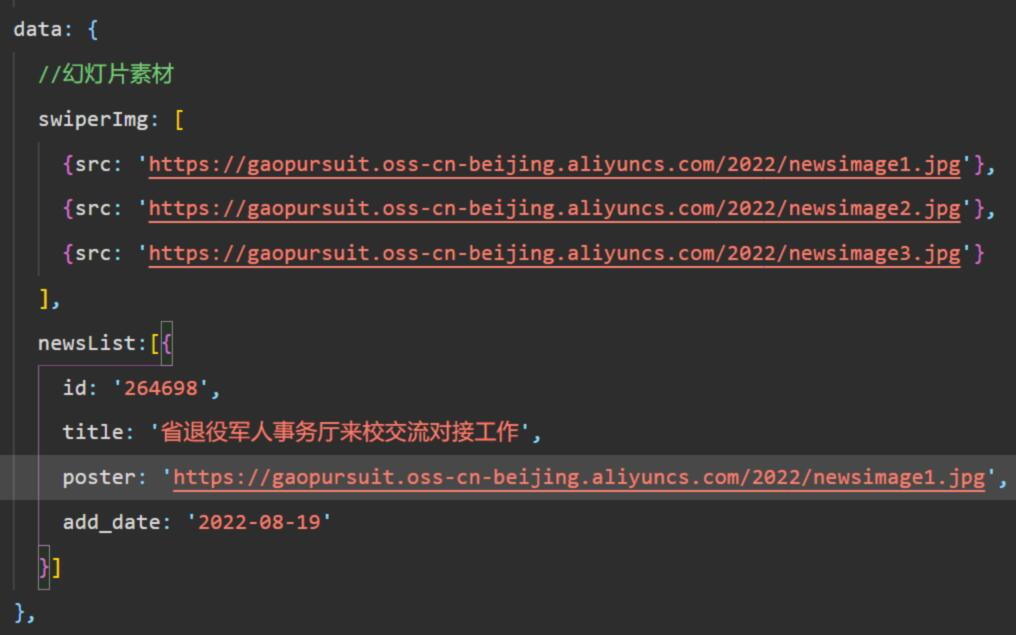 data: {
//幻灯片素材
swiperImg: [
{src: 'https://gaopursuit.oss-cn-beijing.aliyuncs.com/2022/newsimage1.jpg'},
{src: 'https://gaopursuit.oss-cn-beijing.aliyuncs.com/2022/newsimage2.jpg'},
{src: 'https://gaopursuit.oss-cn-beijing.aliyuncs.com/2022/newsimage3.jpg'}
],
newsList:[{
id: '264698',
title: '省退役军人事务厅来校交流对接工作',
poster: 'https://gaopursuit.oss-cn-beijing.aliyuncs.com/2022/newsimage1.jpg',
add_date: '2022-08-19'
}]
},